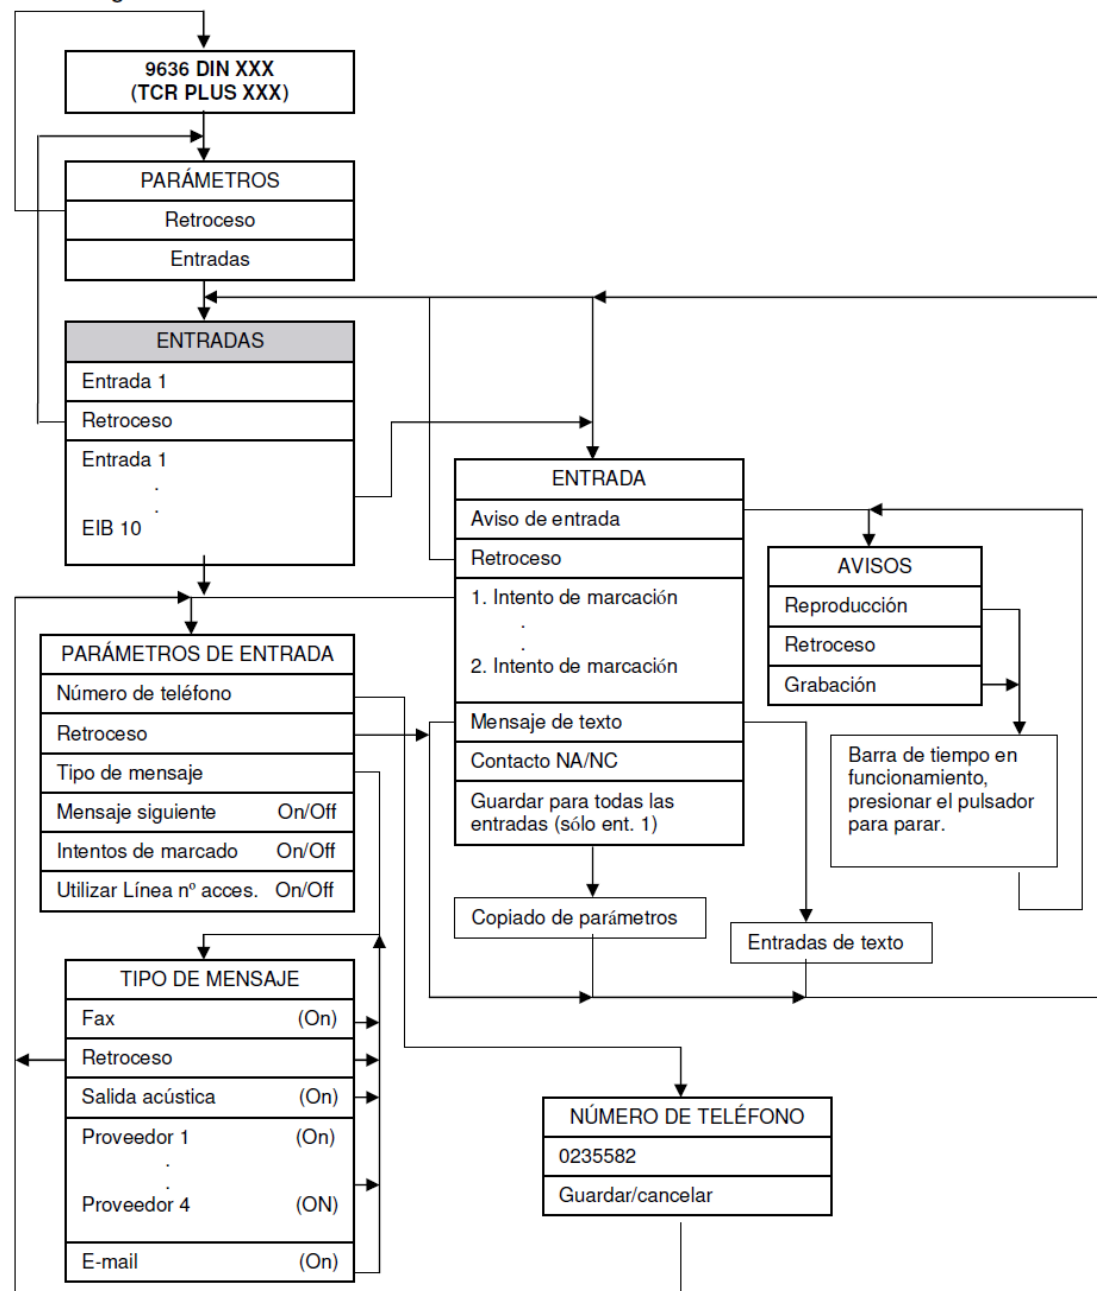 9636 DIN XXX
(TCR PLUS XXX)
PARÁMETROS
Retroceso
Entradas
ENTRADAS
Entrada 1
Retroceso
Entrada 1
.
.
EIB 10
ENTRADA
Aviso de entrada
Retroceso
1. Intento de marcación
.
.
2. Intento de marcación
Mensaje de texto
Contacto NA/NC
Guardar para todas las
entradas (sólo ent. 1)
AVISOS
Reproducción
Retroceso
Grabación
Barra de tiempo en
funcionamiento,
presionar el pulsador
para parar.
PARÁMETROS DE ENTRADA
Número de teléfono
Retroceso
Tipo de mensaje
Mensaje siguiente On/Off
Intentos de marcado On/Off
Utilizar Línea nº acces. On/Off
Copiado de parámetros
Entradas de texto
TIPO DE MENSAJE
Fax (On)
Retroceso
Salida acústica (On)
Proveedor 1 (On)
.
.
Proveedor 4 (ON)
E-mail (On)
NÚMERO DE TELÉFONO
0235582
Guardar/cancelar